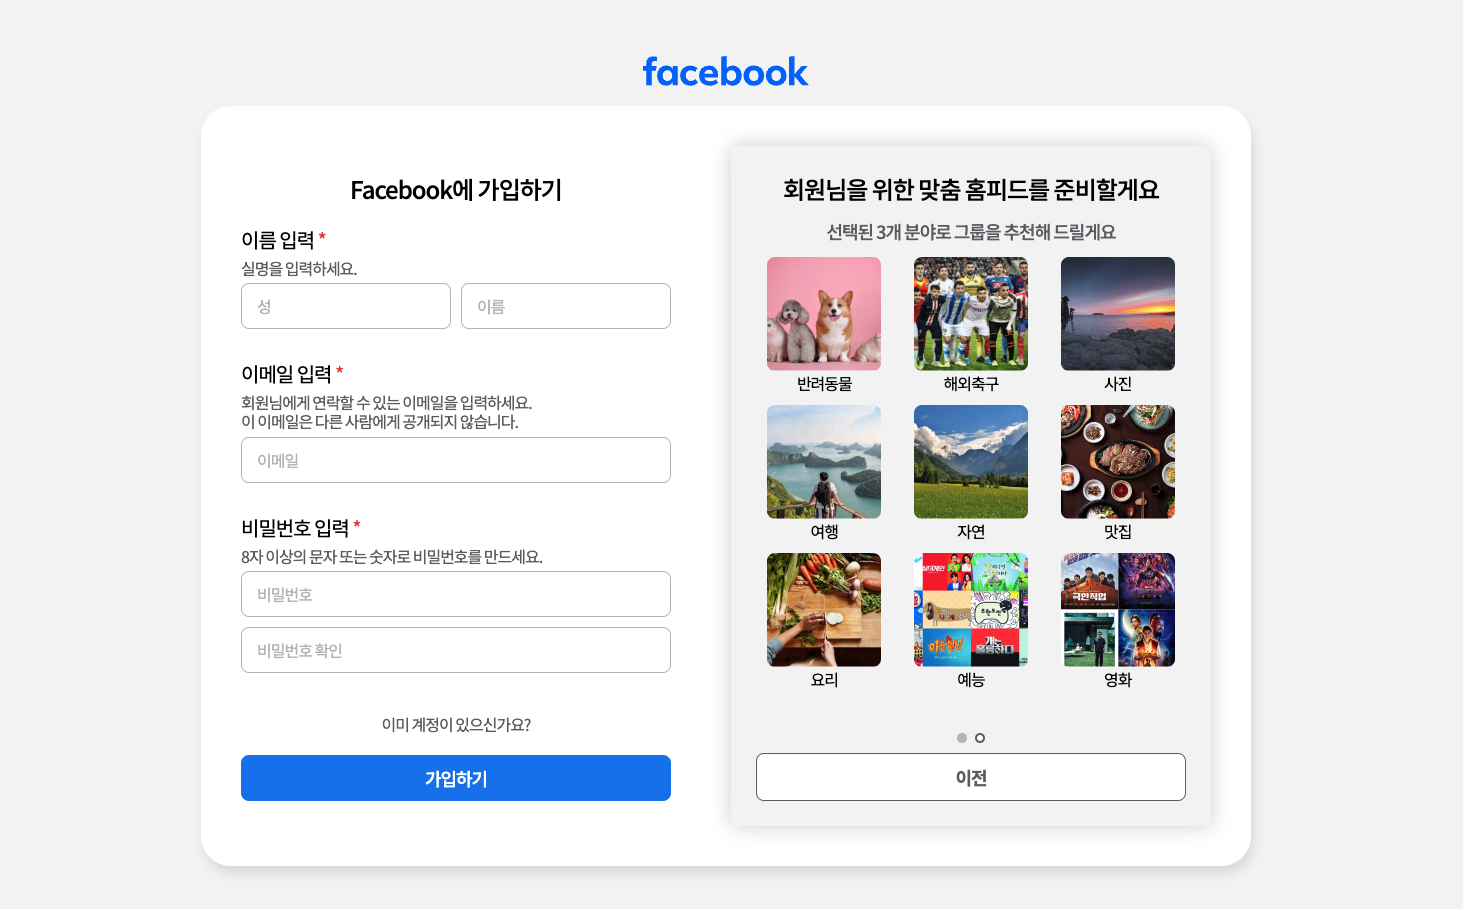 facebook
Facebook에 가입하기
이름 입력 *
실명을 입력하세요.
성
이름
이메일 입력 *
회원님에게 연락할 수 있는 이메일을 입력하세요.
이 이메일은 다른 사람에게 공개되지 않습니다.
이메일
비밀번호 입력 *
8자 이상의 문자 또는 숫자로 비밀번호를 만드세요.
비밀번호
비밀번호 확인
이미 계정이 있으신가요?
가입하기
회원님을 위한 맞춤 홈피드를 준비할게요
선택된 3개 분야로 그룹을 추천해 드릴게요
반려동물
해외축구
사진
여행
자연
맛집
극한직업
요리
예능
영화
이전